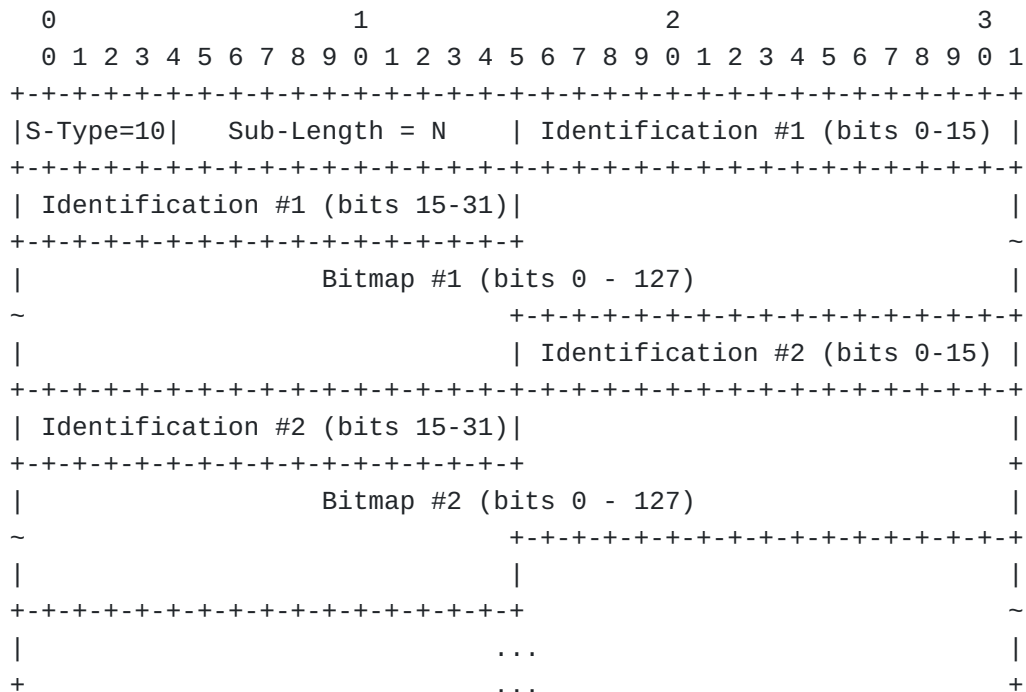 0                   1                   2                   3
  0 1 2 3 4 5 6 7 8 9 0 1 2 3 4 5 6 7 8 9 0 1 2 3 4 5 6 7 8 9 0 1
+-+-+-+-+-+-+-+-+-+-+-+-+-+-+-+-+-+-+-+-+-+-+-+-+-+-+-+-+-+-+-+-+
|S-Type=10|   Sub-Length = N    | Identification #1 (bits 0-15) |
+-+-+-+-+-+-+-+-+-+-+-+-+-+-+-+-+-+-+-+-+-+-+-+-+-+-+-+-+-+-+-+-+
| Identification #1 (bits 15-31)|                               |
+-+-+-+-+-+-+-+-+-+-+-+-+-+-+-+-+                               ~
|                   Bitmap #1 (bits 0 - 127)                    |
~                               +-+-+-+-+-+-+-+-+-+-+-+-+-+-+-+-+
|                               | Identification #2 (bits 0-15) |
+-+-+-+-+-+-+-+-+-+-+-+-+-+-+-+-+-+-+-+-+-+-+-+-+-+-+-+-+-+-+-+-+
| Identification #2 (bits 15-31)|                               |
+-+-+-+-+-+-+-+-+-+-+-+-+-+-+-+-+                               +
|                   Bitmap #2 (bits 0 - 127)                    |
~                               +-+-+-+-+-+-+-+-+-+-+-+-+-+-+-+-+
|                               |                               |
+-+-+-+-+-+-+-+-+-+-+-+-+-+-+-+-+                               ~
|                              ...                              |
+                              ...                              +